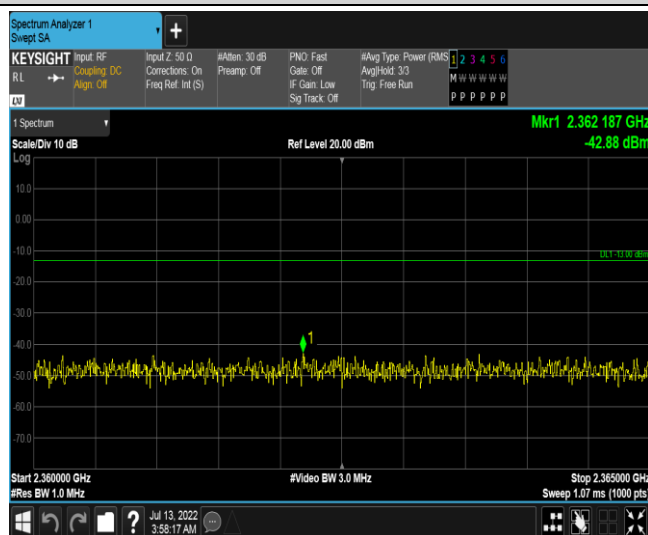 Spectrum Analyzer 1
Swept SA
+
KEYSIGHT
RL
LXI
Input: RF
Coupling: DC
Align: Off
Input Z: 50 Ω
Corrections: On
Freq Ref: Int (S)
#Atten: 30 dB
Preamp: Off
PNO: Fast
Gate: Off
IF Gain: Low
Sig Track: Off
#Avg Type: Power (RMS
Avg|Hold: 3/3
Trig: Free Run
1 2 3 4 5 6
M W W W W W
P P P P P P
1 Spectrum
Scale/Div 10 dB
Ref Level 20.00 dBm
Mkr1 2.362 187 GHz
-42.88 dBm
Log
10.0
0.00
-10.0
DL1 -13.00 dBm
-20.0
-30.0
-40.0
1
-50.0
-60.0
-70.0
Start 2.360000 GHz
#Video BW 3.0 MHz
Stop 2.365000 GHz
#Res BW 1.0 MHz
Sweep 1.07 ms (1000 pts)
?
Jul 13, 2022
3:58:17 AM